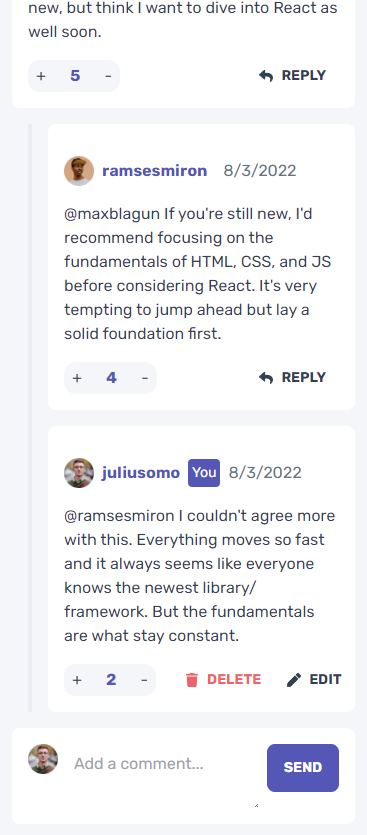 new, but think I want to dive into React as
well soon.
+ 5 - REPLY
ramsesmiron 8/3/2022
@maxblagun If you're still new, I'd
recommend focusing on the
fundamentals of HTML, CSS, and JS
before considering React. It's very
tempting to jump ahead but lay a
solid foundation first.
+ 4 - REPLY
juliusomo You 8/3/2022
@ramsesmiron I couldn't agree more
with this. Everything moves so fast
and it always seems like everyone
knows the newest library/
framework. But the fundamentals
are what stay constant.
+ 2 - DELETE EDIT
Add a comment... SEND